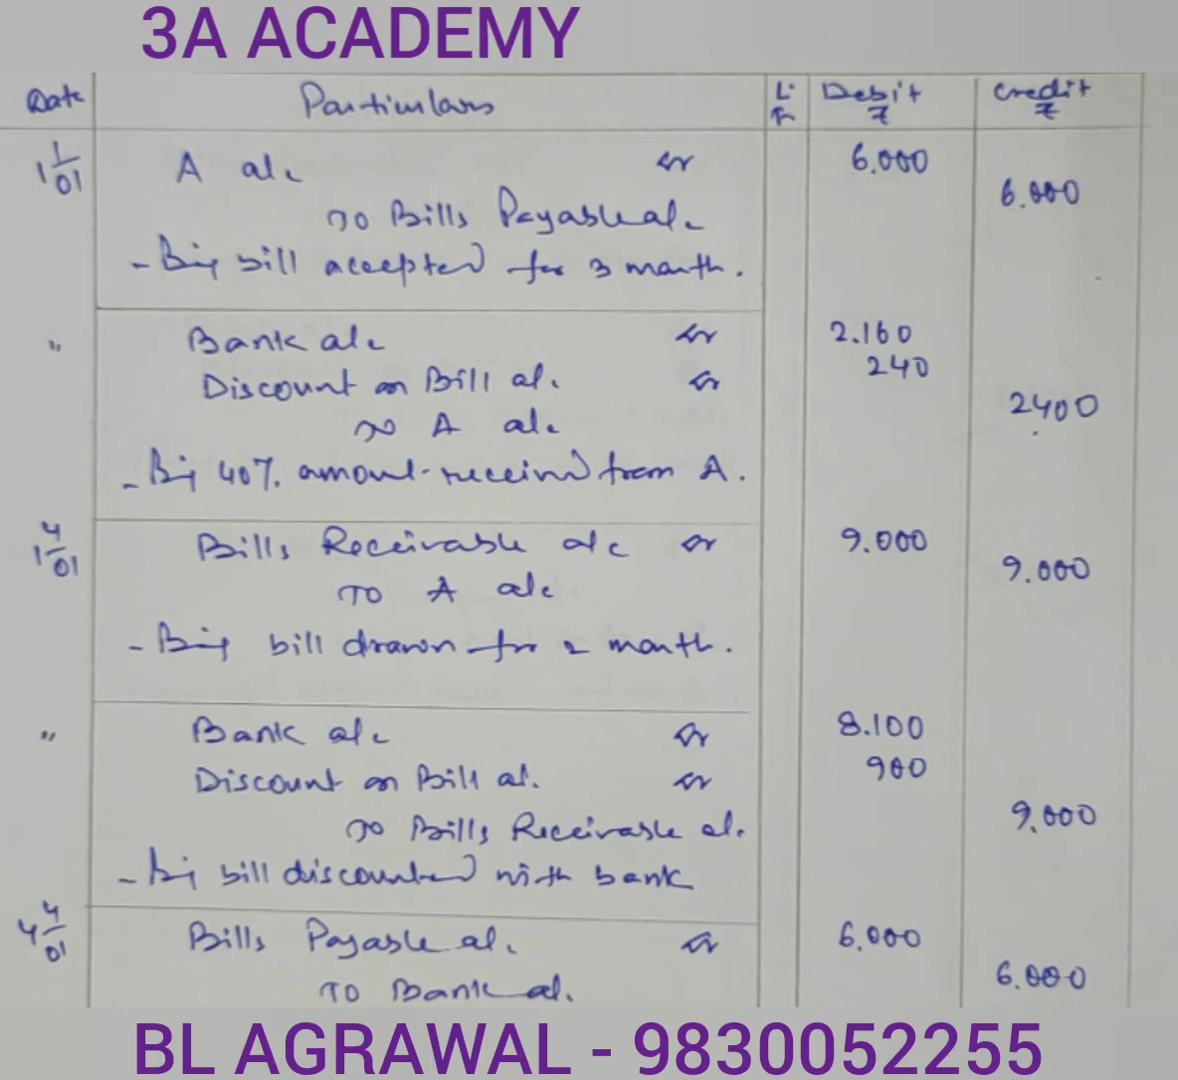 3A ACADEMY
Date Particulars L.F. Debit ₹ Credit ₹
1/1/01 A a/c Dr 6.000
To Bills Payable a/c 6.000
- Being bill accepted for 3 month.
" Bank a/c Dr 2.160
Discount on Bill a/c. Dr 240
To A a/c. 2400
- Being 40% amount received from A.
1/4/01 Bills Receivable a/c Dr 9.000
To A a/c 9.000
- Being bill drawn for 2 month.
" Bank a/c Dr 8.100
Discount on Bill a/c. Dr 900
To Bills Receivable a/c. 9.000
- Being bill discounted with bank
4/4/01 Bills Payable a/c. Dr 6.000
To Bank a/c. 6.000
BL AGRAWAL - 9830052255